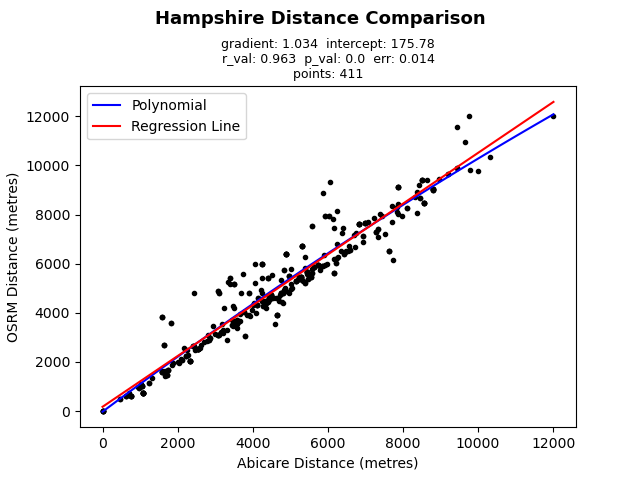 Hampshire Distance Comparison
gradient: 1.034  intercept: 175.78
r_val: 0.963  p_val: 0.0  err: 0.014
points: 411
Polynomial
Regression Line
OSRM Distance (metres)
12000
10000
8000
6000
4000
2000
0
0 2000 4000 6000 8000 10000 12000
Abicare Distance (metres)